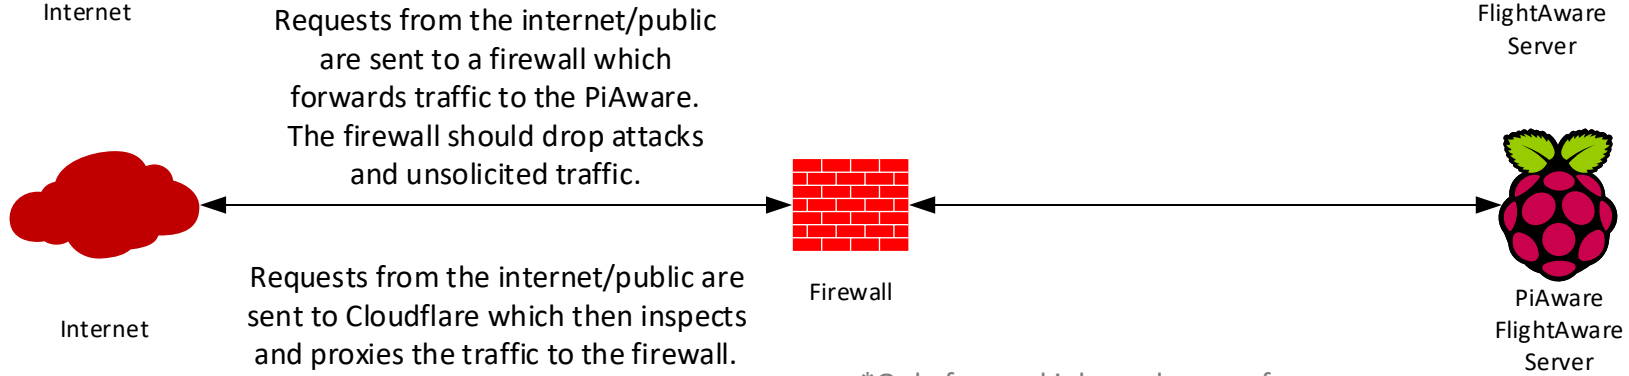 Internet
Requests from the internet/public
are sent to a firewall which
forwards traffic to the PiAware.
The firewall should drop attacks
and unsolicited traffic.
FlightAware
Server
Requests from the internet/public are
sent to Cloudflare which then inspects
and proxies the traffic to the firewall.
Internet
Firewall
PiAware
FlightAware
Server